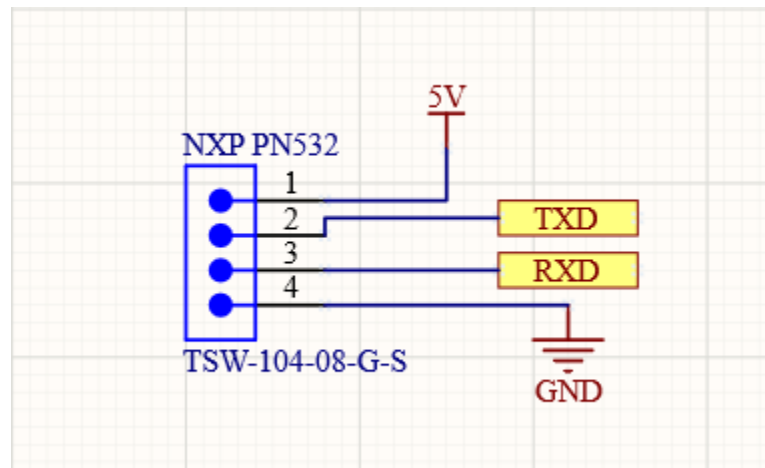 5V
NXP PN532
1
2
TXD
3
RXD
4
TSW-104-08-G-S
GND